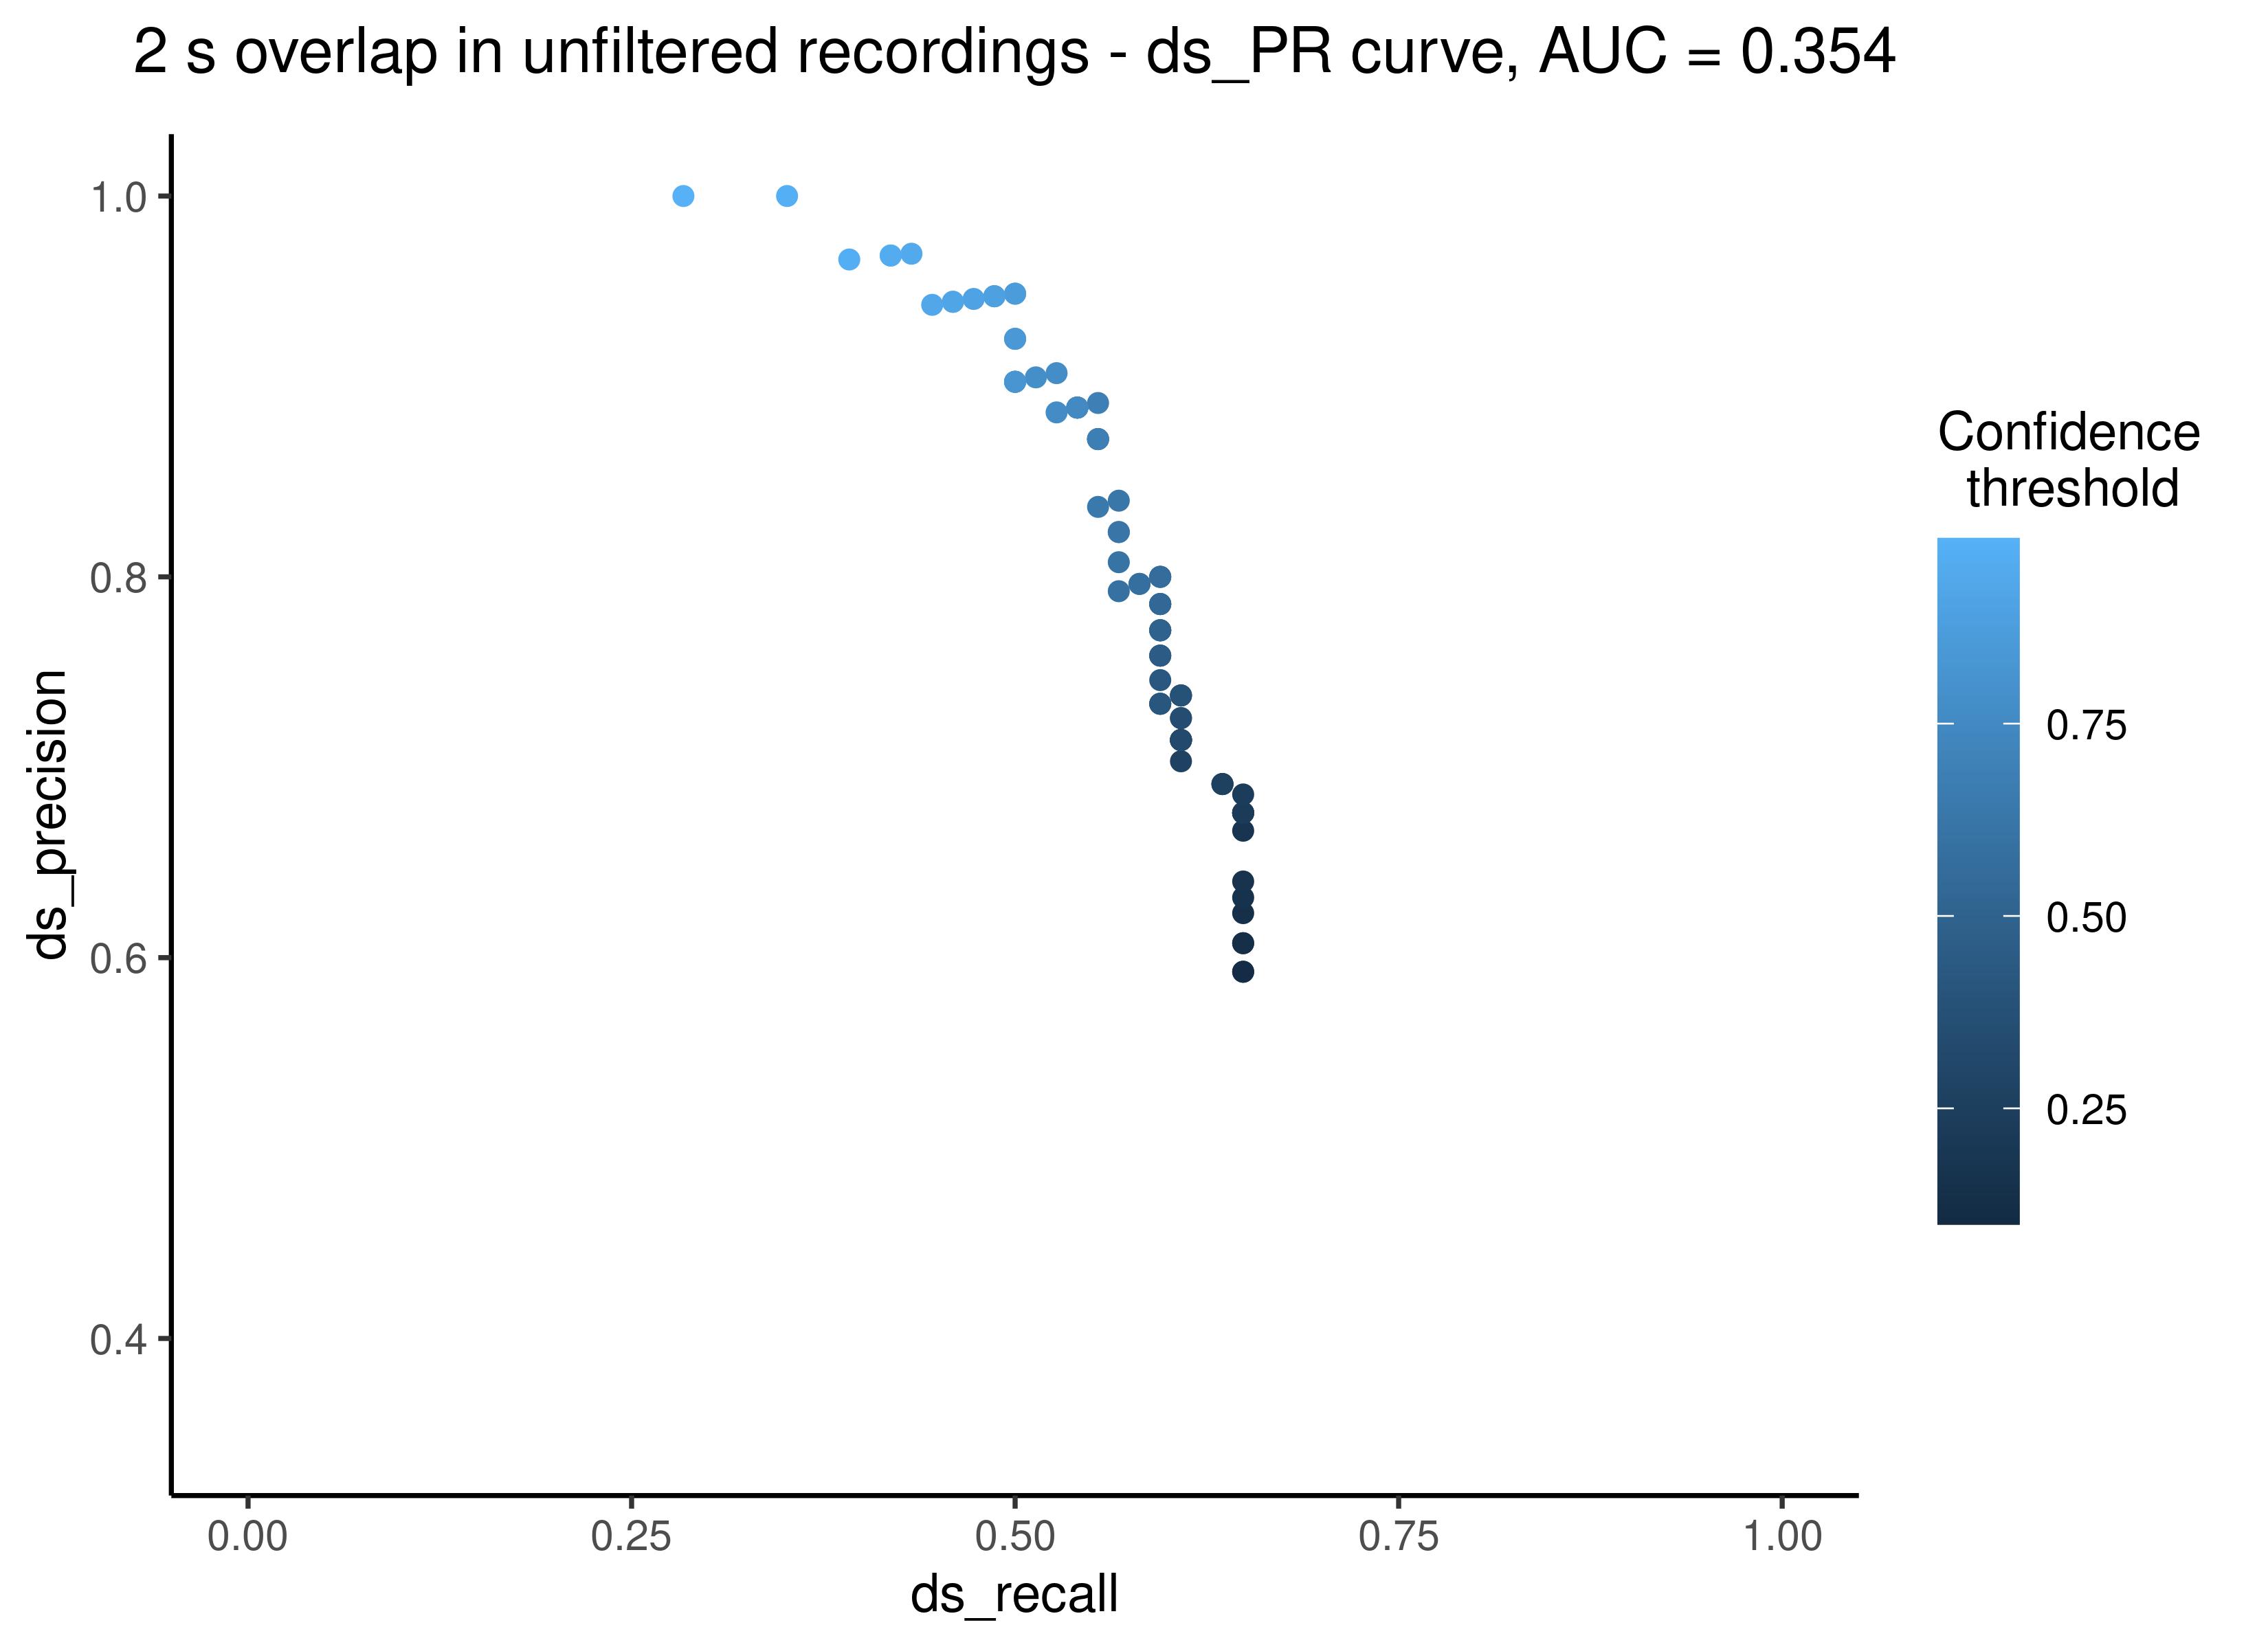 2 s overlap in unfiltered recordings - ds_PR curve, AUC = 0.354
1.0
0.8
0.6
0.4
ds_precision
0.00
0.25
0.50
0.75
1.00
ds_recall
Confidence
threshold
0.75
0.50
0.25